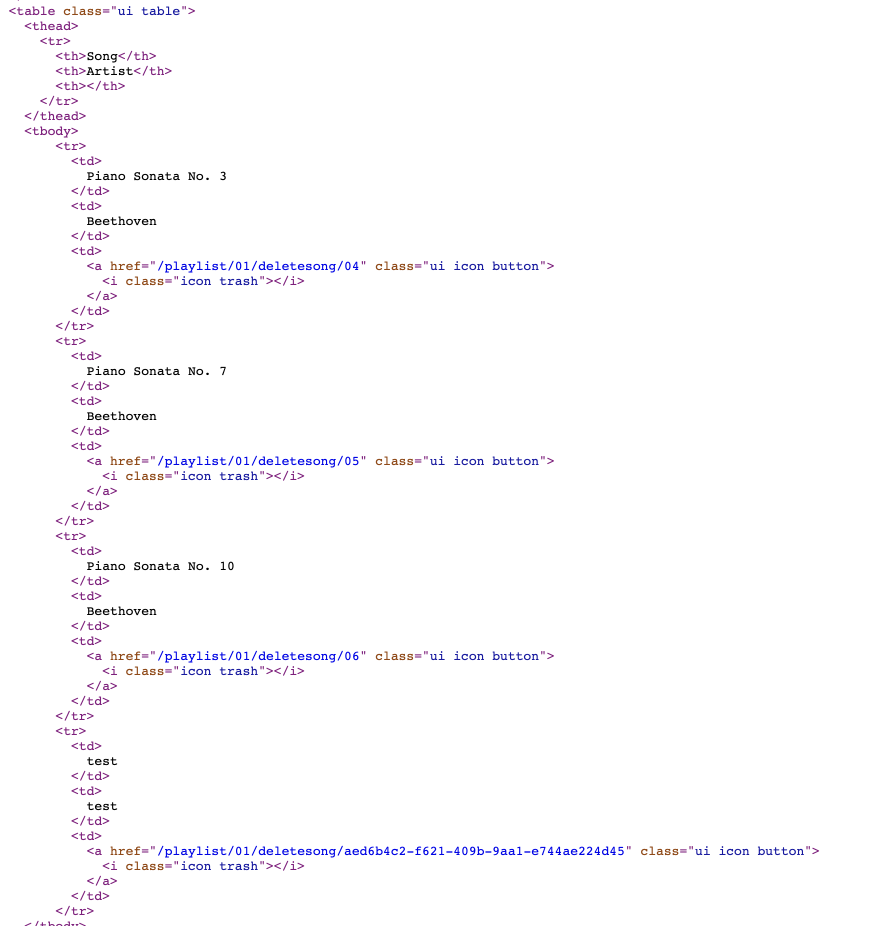 <table class="ui table">
<thead>
<tr>
<th>Song</th>
<th>Artist</th>
<th></th>
</tr>
</thead>
<tbody>
<tr>
<td>
Piano Sonata No. 3
</td>
<td>
Beethoven
</td>
<td>
<a href="/playlist/01/deletesong/04" class="ui icon button">
<i class="icon trash"></i>
</a>
</td>
</tr>
<tr>
<td>
Piano Sonata No. 7
</td>
<td>
Beethoven
</td>
<td>
<a href="/playlist/01/deletesong/05" class="ui icon button">
<i class="icon trash"></i>
</a>
</td>
</tr>
<tr>
<td>
Piano Sonata No. 10
</td>
<td>
Beethoven
</td>
<td>
<a href="/playlist/01/deletesong/06" class="ui icon button">
<i class="icon trash"></i>
</a>
</td>
</tr>
<tr>
<td>
test
</td>
<td>
test
</td>
<td>
<a href="/playlist/01/deletesong/aed6b4c2-f621-409b-9aa1-e744ae224d45" class="ui icon button">
<i class="icon trash"></i>
</a>
</td>
</tr>
</tbody>